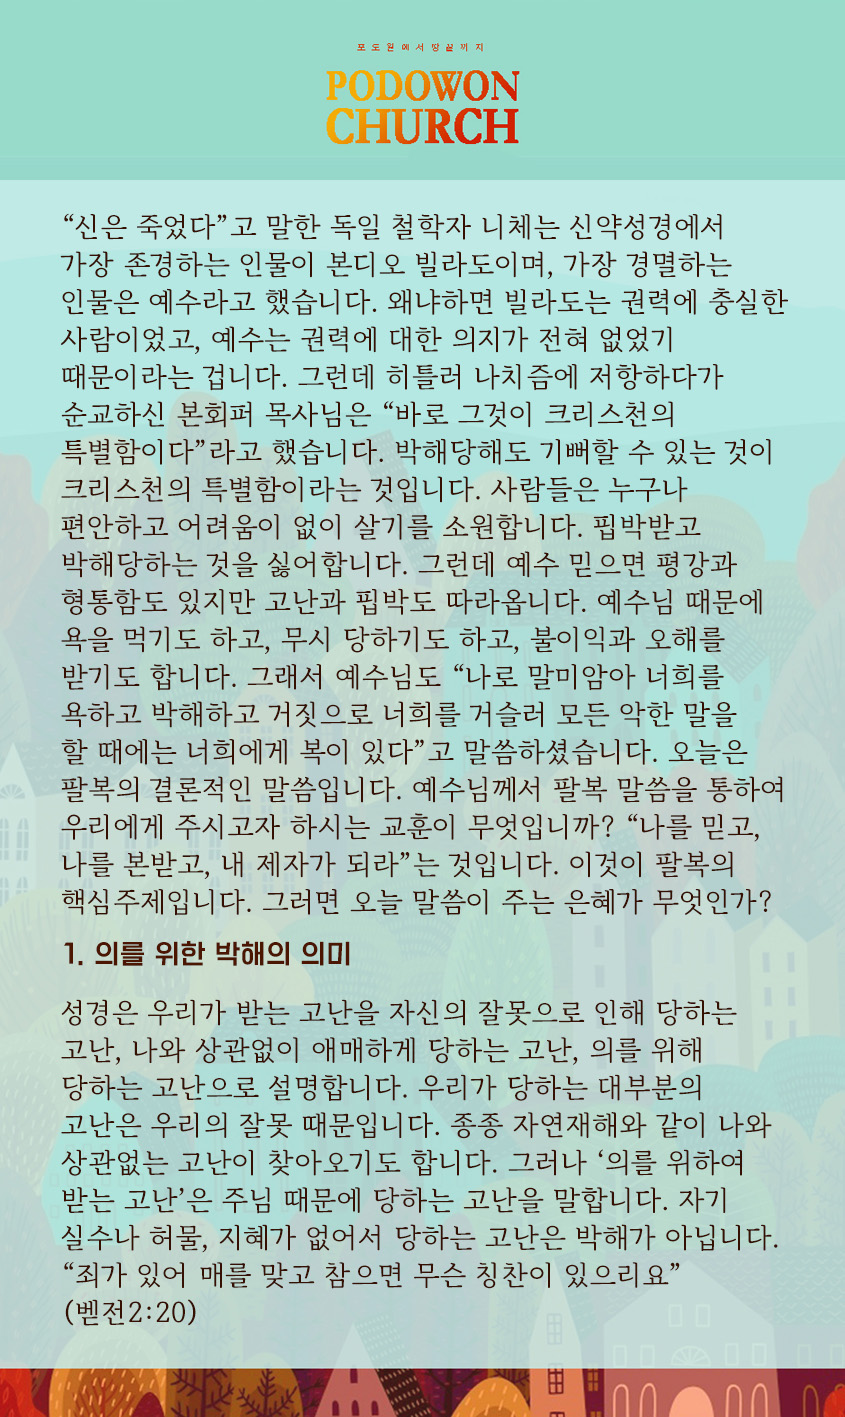 포도원에서땅끝까지
PODOWON
CHURCH
“신은 죽었다”고 말한 독일 철학자 니체는 신약성경에서
가장 존경하는 인물이 본디오 빌라도이며, 가장 경멸하는
인물은 예수라고 했습니다. 왜냐하면 빌라도는 권력에 충실한
사람이었고, 예수는 권력에 대한 의지가 전혀 없었기
때문이라는 겁니다. 그런데 히틀러 나치즘에 저항하다가
순교하신 본회퍼 목사님은 “바로 그것이 크리스천의
특별함이다”라고 했습니다. 박해당해도 기뻐할 수 있는 것이
크리스천의 특별함이라는 것입니다. 사람들은 누구나
편안하고 어려움이 없이 살기를 소원합니다. 핍박받고
박해당하는 것을 싫어합니다. 그런데 예수 믿으면 평강과
형통함도 있지만 고난과 핍박도 따라옵니다. 예수님 때문에
욕을 먹기도 하고, 무시 당하기도 하고, 불이익과 오해를
받기도 합니다. 그래서 예수님도 “나로 말미암아 너희를
욕하고 박해하고 거짓으로 너희를 거슬러 모든 악한 말을
할 때에는 너희에게 복이 있다”고 말씀하셨습니다. 오늘은
팔복의 결론적인 말씀입니다. 예수님께서 팔복 말씀을 통하여
우리에게 주시고자 하시는 교훈이 무엇입니까? “나를 믿고,
나를 본받고, 내 제자가 되라”는 것입니다. 이것이 팔복의
핵심주제입니다. 그러면 오늘 말씀이 주는 은혜가 무엇인가?
1. 의를 위한 박해의 의미
성경은 우리가 받는 고난을 자신의 잘못으로 인해 당하는
고난, 나와 상관없이 애매하게 당하는 고난, 의를 위해
당하는 고난으로 설명합니다. 우리가 당하는 대부분의
고난은 우리의 잘못 때문입니다. 종종 자연재해와 같이 나와
상관없는 고난이 찾아오기도 합니다. 그러나 ‘의를 위하여
받는 고난’은 주님 때문에 당하는 고난을 말합니다. 자기
실수나 허물, 지혜가 없어서 당하는 고난은 박해가 아닙니다.
“죄가 있어 매를 맞고 참으면 무슨 칭찬이 있으리요”
(벧전2:20)